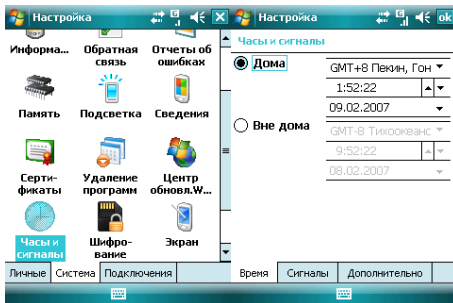 Настройка
Информа... Обратная связь Отчеты об ошибках
Память Подсветка Сведения
Серти-фикаты Удаление программ Центр обновл.W...
Часы и сигналы Шифро-вание Экран
Личные Система Подключения
Настройка ok
Часы и сигналы
Дома GMT+8 Пекин, Гон
1:52:22
09.02.2007
Вне дома GMT-8 Тихоокеанс
9:52:22
08.02.2007
Время Сигналы Дополнительно